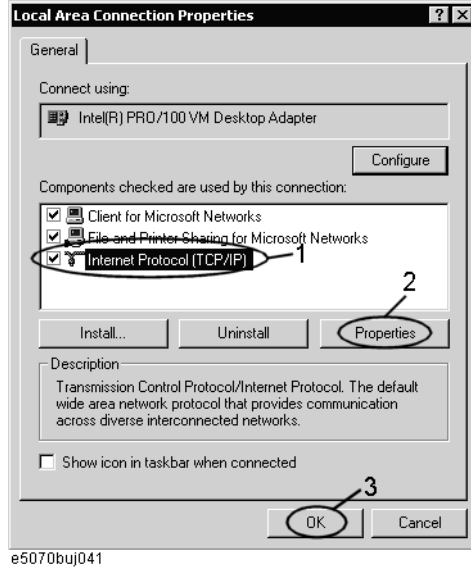 Local Area Connection Properties
General
Connect using:
Intel(R) PRO/100 VM Desktop Adapter
Configure
Components checked are used by this connection:
Client for Microsoft Networks
File and Printer Sharing for Microsoft Networks
Internet Protocol (TCP/IP) 1
2
Install... Uninstall Properties
Description
Transmission Control Protocol/Internet Protocol. The default
wide area network protocol that provides communication
across diverse interconnected networks.
Show icon in taskbar when connected
3
OK Cancel
e5070buj041